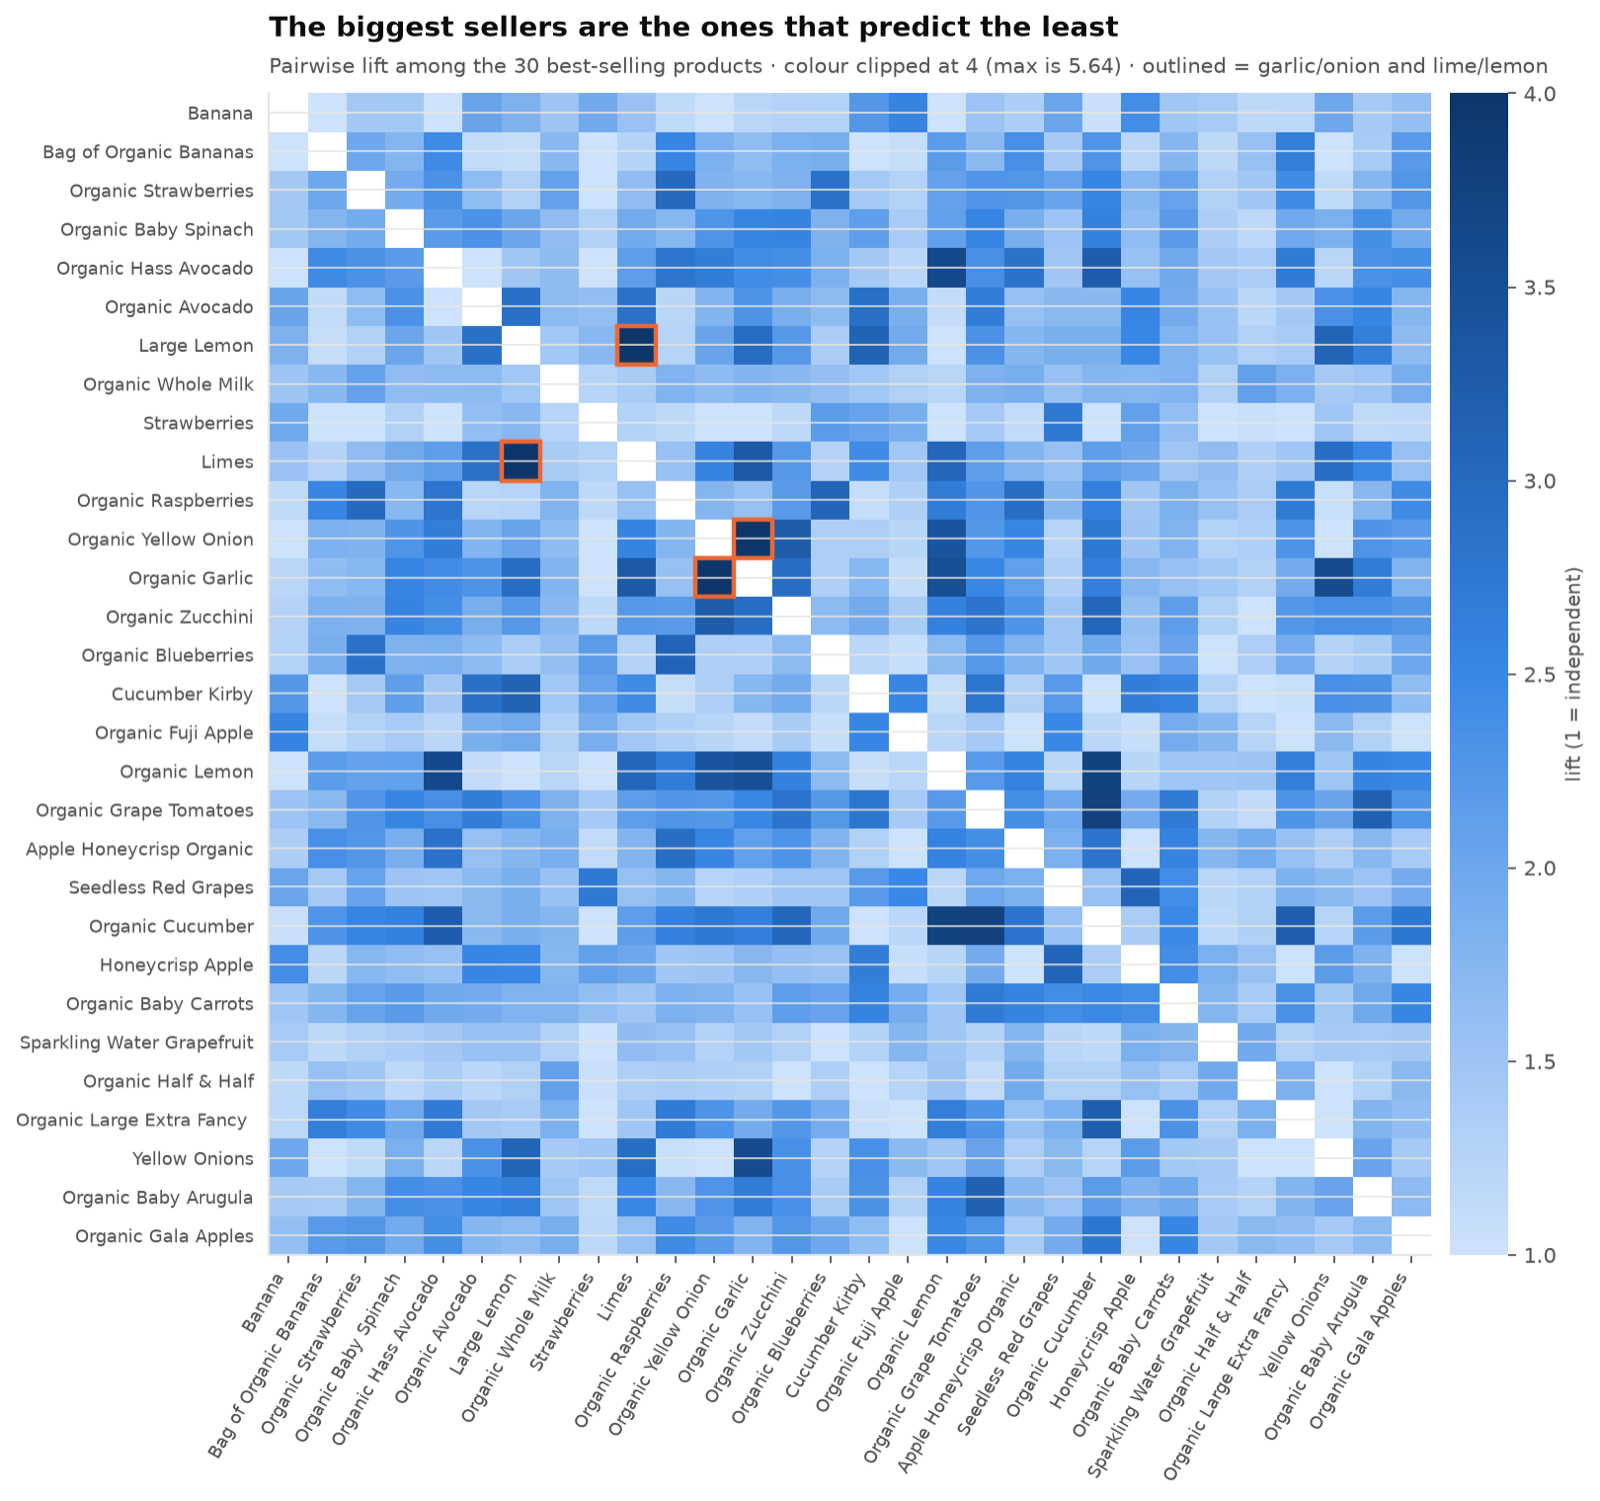 The biggest sellers are the ones that predict the least
Pairwise lift among the 30 best-selling products · colour clipped at 4 (max is 5.64) · outlined = garlic/onion and lime/lemon
Banana
Bag of Organic Bananas
Organic Strawberries
Organic Baby Spinach
Organic Hass Avocado
Organic Avocado
Large Lemon
Organic Whole Milk
Strawberries
Limes
Organic Raspberries
Organic Yellow Onion
Organic Garlic
Organic Zucchini
Organic Blueberries
Cucumber Kirby
Organic Fuji Apple
Organic Lemon
Organic Grape Tomatoes
Apple Honeycrisp Organic
Seedless Red Grapes
Organic Cucumber
Honeycrisp Apple
Organic Baby Carrots
Sparkling Water Grapefruit
Organic Half & Half
Organic Large Extra Fancy
Yellow Onions
Organic Baby Arugula
Organic Gala Apples
Banana
Bag of Organic Bananas
Organic Strawberries
Organic Baby Spinach
Organic Hass Avocado
Organic Avocado
Large Lemon
Organic Whole Milk
Strawberries
Limes
Organic Raspberries
Organic Yellow Onion
Organic Garlic
Organic Zucchini
Organic Blueberries
Cucumber Kirby
Organic Fuji Apple
Organic Lemon
Organic Grape Tomatoes
Apple Honeycrisp Organic
Seedless Red Grapes
Organic Cucumber
Honeycrisp Apple
Organic Baby Carrots
Sparkling Water Grapefruit
Organic Half & Half
Organic Large Extra Fancy
Yellow Onions
Organic Baby Arugula
Organic Gala Apples
4.0
3.5
3.0
2.5
2.0
1.5
1.0
lift (1 = independent)